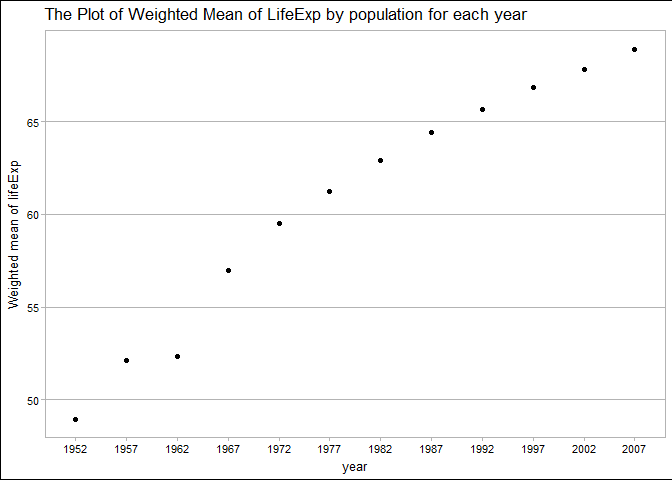 The Plot of Weighted Mean of LifeExp by population for each year
Weighted mean of lifeExp
65
60
55
50
1952 1957 1962 1967 1972 1977 1982 1987 1992 1997 2002 2007
year